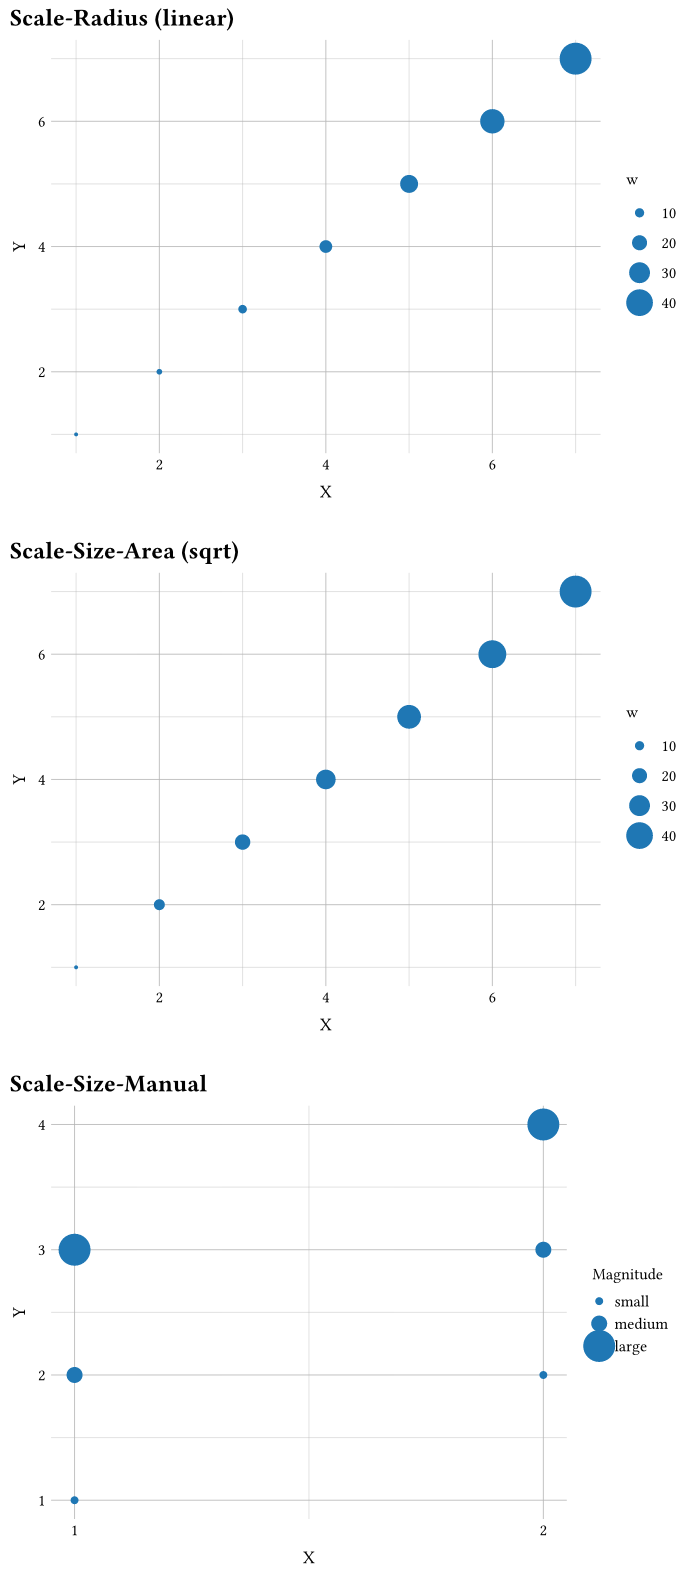 Scale-Radius (linear)
6
4
2
Y
2 4 6
X
w
10
20
30
40
Scale-Size-Area (sqrt)
6
4
2
Y
2 4 6
X
w
10
20
30
40
Scale-Size-Manual
4
3
2
1
Y
1 2
X
Magnitude
small
medium
large